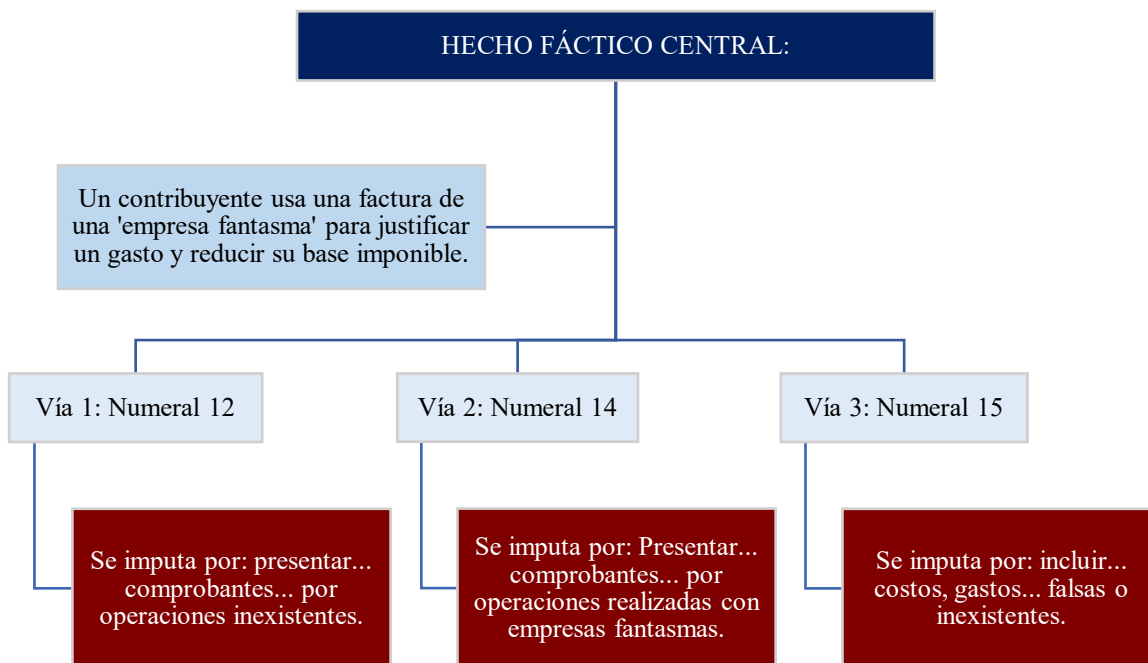 HECHO FÁCTICO CENTRAL:
Un contribuyente usa una factura de
una 'empresa fantasma' para justificar
un gasto y reducir su base imponible.
Vía 1: Numeral 12
Vía 2: Numeral 14
Vía 3: Numeral 15
Se imputa por: presentar...
comprobantes... por
operaciones inexistentes.
Se imputa por: Presentar...
comprobantes... por
operaciones realizadas con
empresas fantasmas.
Se imputa por: incluir...
costos, gastos... falsas o
inexistentes.